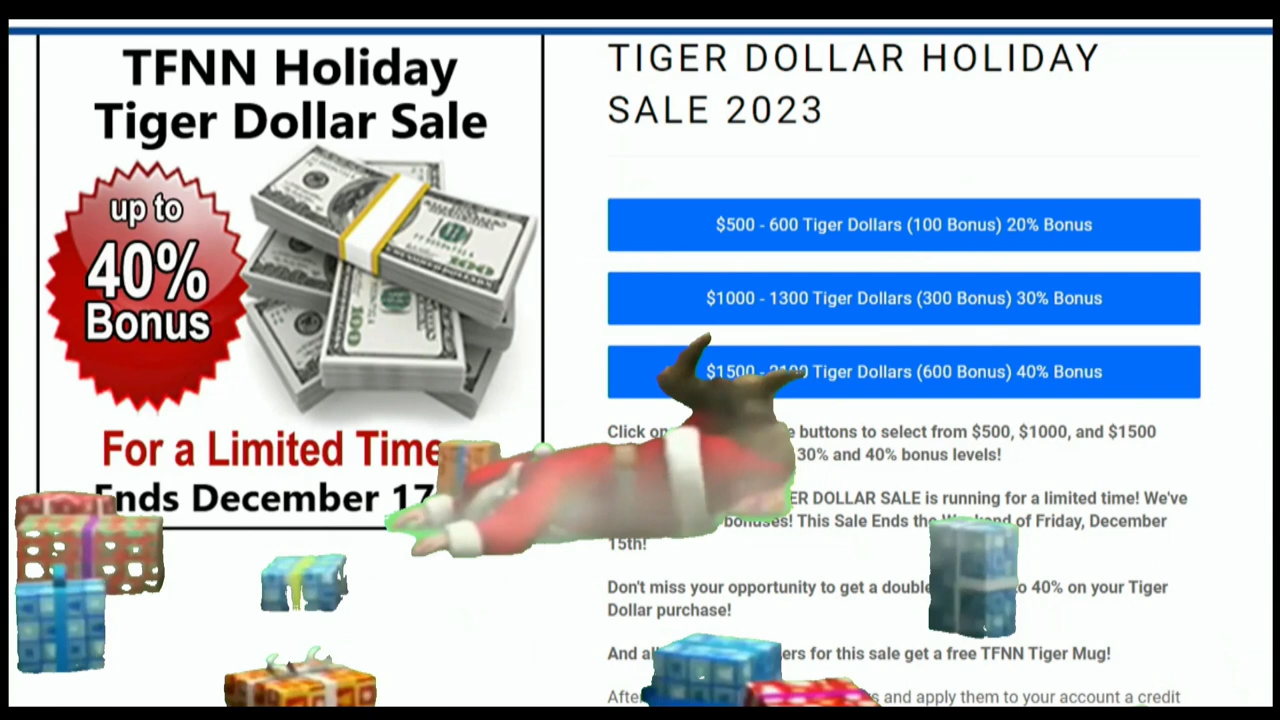 TFNN Holiday
Tiger Dollar Sale
up to
40%
Bonus
For a Limited Time
Ends December 17
TIGER DOLLAR HOLIDAY
SALE 2023
$500 - 600 Tiger Dollars (100 Bonus) 20% Bonus
$1000 - 1300 Tiger Dollars (300 Bonus) 30% Bonus
$1500 - 2100 Tiger Dollars (600 Bonus) 40% Bonus
Click buttons to select from $500, $1000, and $1500
30% and 40% bonus levels!
DOLLAR SALE is running for a limited time! We've
bonuses! This Sale Ends the Weekend of Friday, December
15th!
Don't miss your opportunity to get a double 40% on your Tiger
Dollar purchase!
And for this sale get a free TFNN Tiger Mug!
and apply them to your account a credit